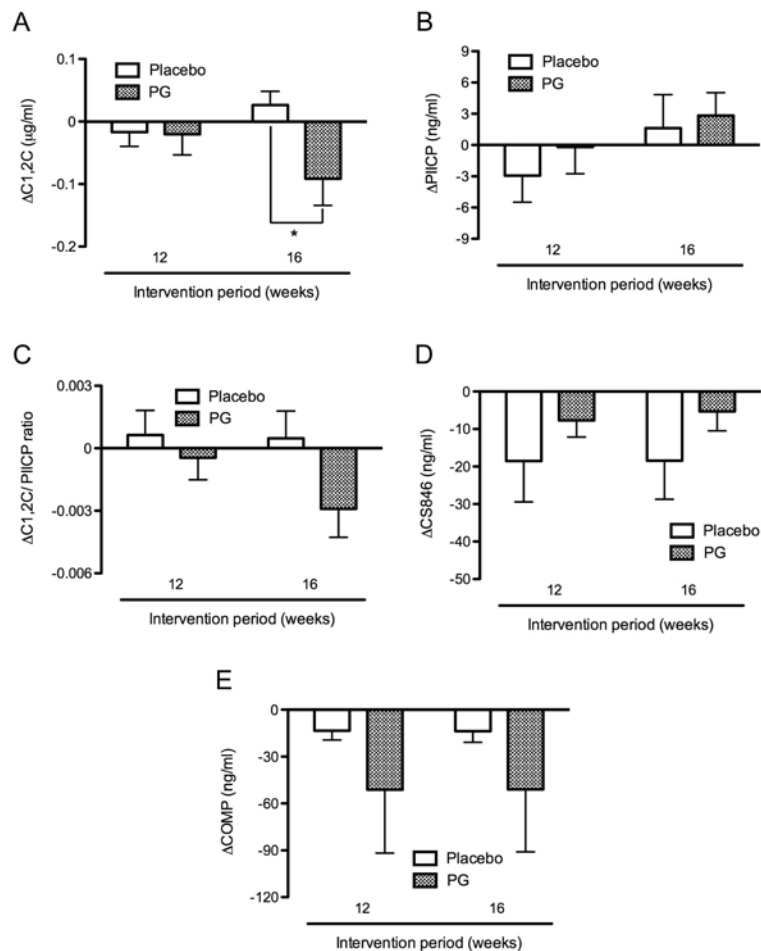 A
0.1
0
-0.1
-0.2
ΔC1,2C (μg/ml)
Placebo
PG
*
12 16
Intervention period (weeks)
B
9
6
3
0
-3
-6
-9
ΔPIICP (ng/ml)
Placebo
PG
12 16
Intervention period (weeks)
C
0.003
0
-0.003
-0.006
ΔC1,2C/ PIICP ratio
Placebo
PG
12 16
Intervention period (weeks)
D
0
-10
-20
-30
-40
-50
ΔCS846 (ng/ml)
Placebo
PG
12 16
Intervention period (weeks)
E
0
-30
-60
-90
-120
ΔCOMP (ng/ml)
Placebo
PG
12 16
Intervention period (weeks)